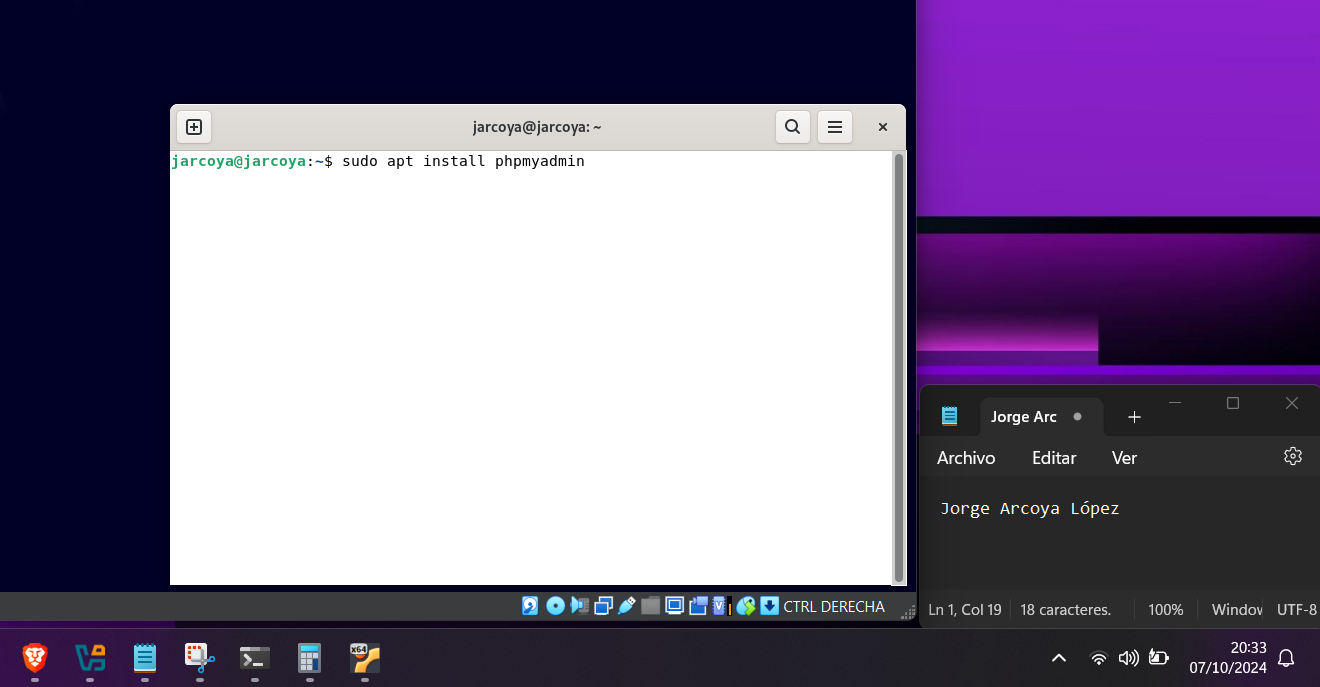 jarcoya@jarcoya: ~
jarcoya@jarcoya:~$ sudo apt install phpmyadmin
Jorge Arc
Archivo Editar Ver
Jorge Arcoya López
CTRL DERECHA
Ln 1, Col 19 18 caracteres. 100% Window UTF-8
x64
20:33
07/10/2024